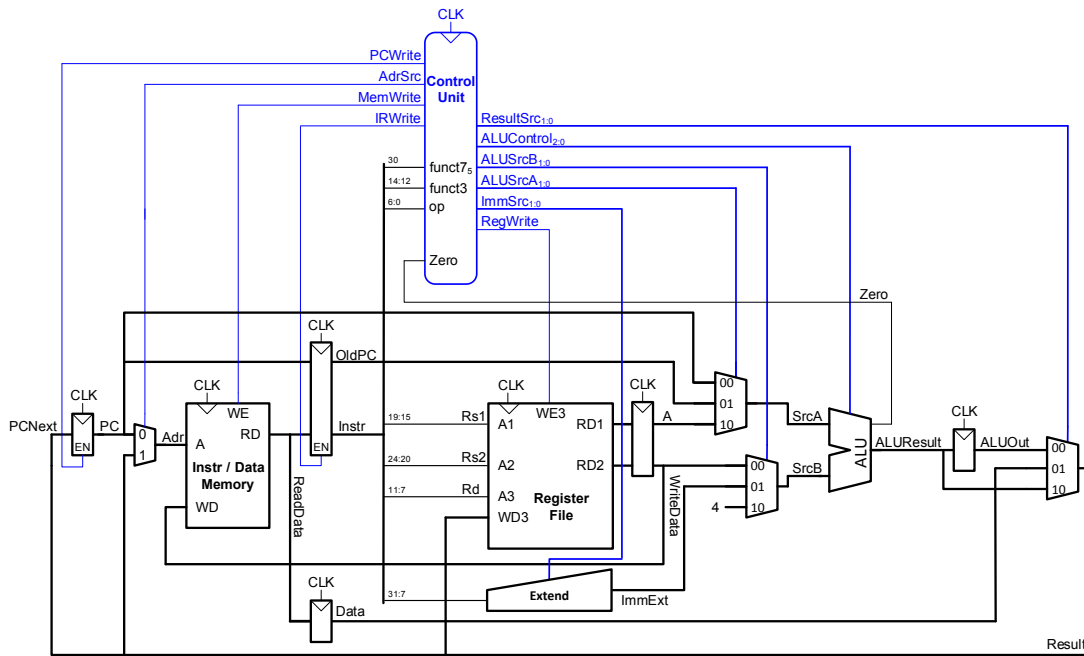 CLK
PCWrite
AdrSrc
MemWrite
IRWrite
Control
Unit
ResultSrc1:0
ALUControl2:0
ALUSrcB1:0
ALUSrcA1:0
ImmSrc1:0
RegWrite
30
funct75
14:12
funct3
6:0
op
Zero
Zero
CLK
OldPC
CLK
CLK
CLK
CLK
CLK
PCNext
PC
EN
0
1
Adr
WE
A
RD
Instr / Data
Memory
WD
ReadData
EN
Instr
19:15
Rs1
A1
WE3
RD1
A
24:20
Rs2
A2
RD2
11:7
Rd
A3
Register
File
WD3
WriteData
00
01
10
SrcA
00
01
10
4
SrcB
ALU
ALUResult
CLK
ALUOut
00
01
10
31:7
Extend
ImmExt
CLK
Data
Result